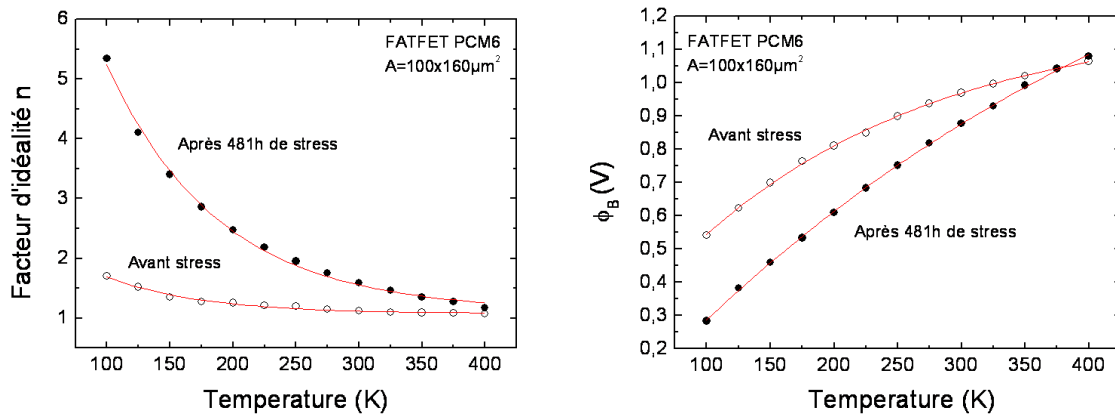 Facteur d'idéalité n
6
5
4
3
2
1
FATFET PCM6
A=100x160µm²
Après 481h de stress
Avant stress
100 150 200 250 300 350 400
Temperature (K)
ϕB (V)
1,2
1,1
1,0
0,9
0,8
0,7
0,6
0,5
0,4
0,3
0,2
FATFET PCM6
A=100x160µm²
Avant stress
Après 481h de stress
100 150 200 250 300 350 400
Temperature (K)